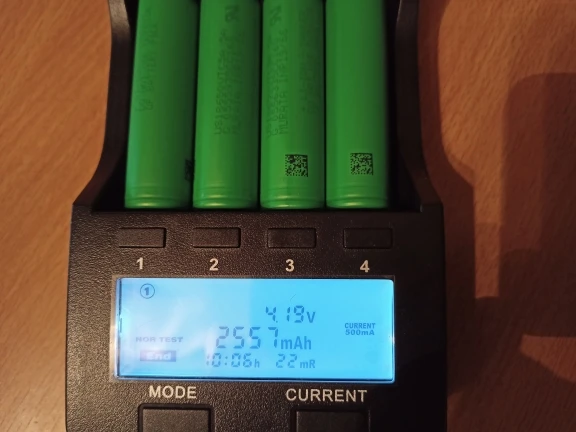 1 2 3 4
1
4.19v
NOR TEST
2557mAh
CURRENT
500mA
End
10:06h 22mR
MODE CURRENT